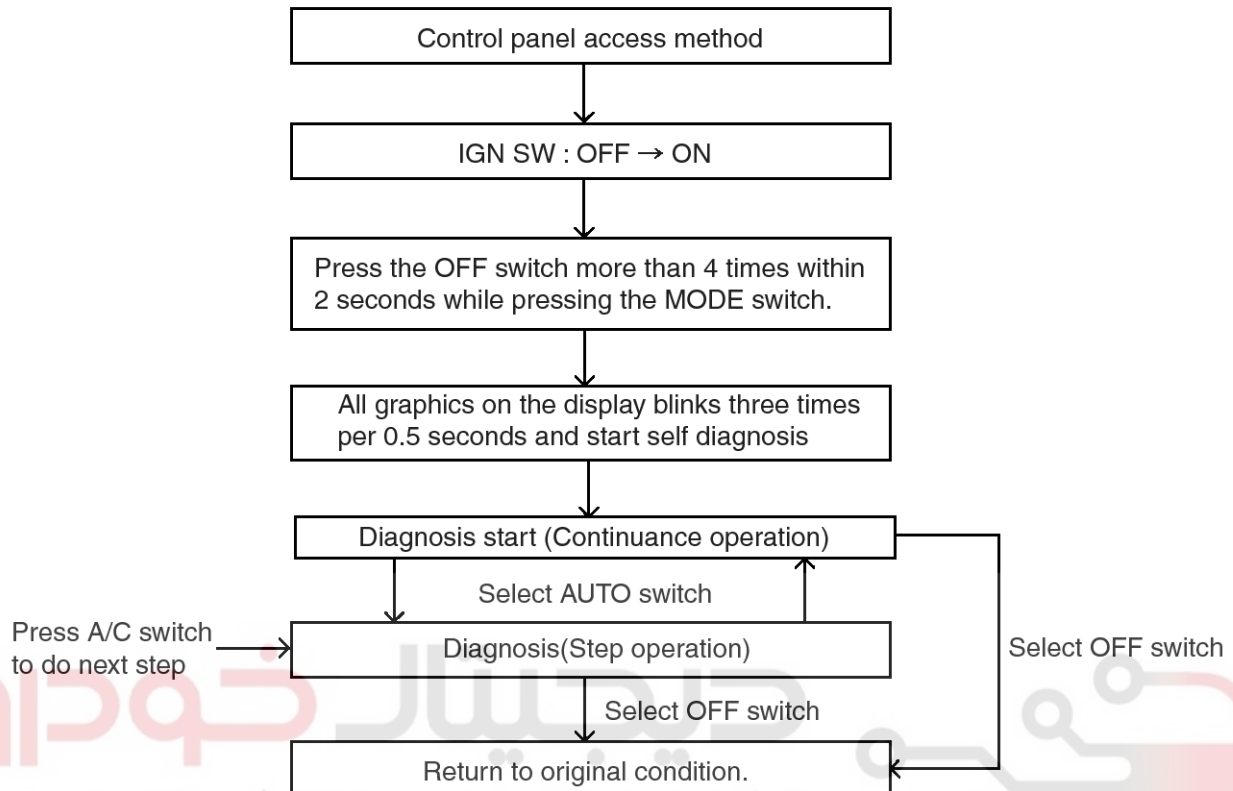 Control panel access method
IGN SW : OFF → ON
Press the OFF switch more than 4 times within
2 seconds while pressing the MODE switch.
All graphics on the display blinks three times
per 0.5 seconds and start self diagnosis
Diagnosis start (Continuance operation)
Select AUTO switch
Press A/C switch
to do next step
Diagnosis(Step operation)
Select OFF switch
Select OFF switch
Return to original condition.
دیجیتال خودرو